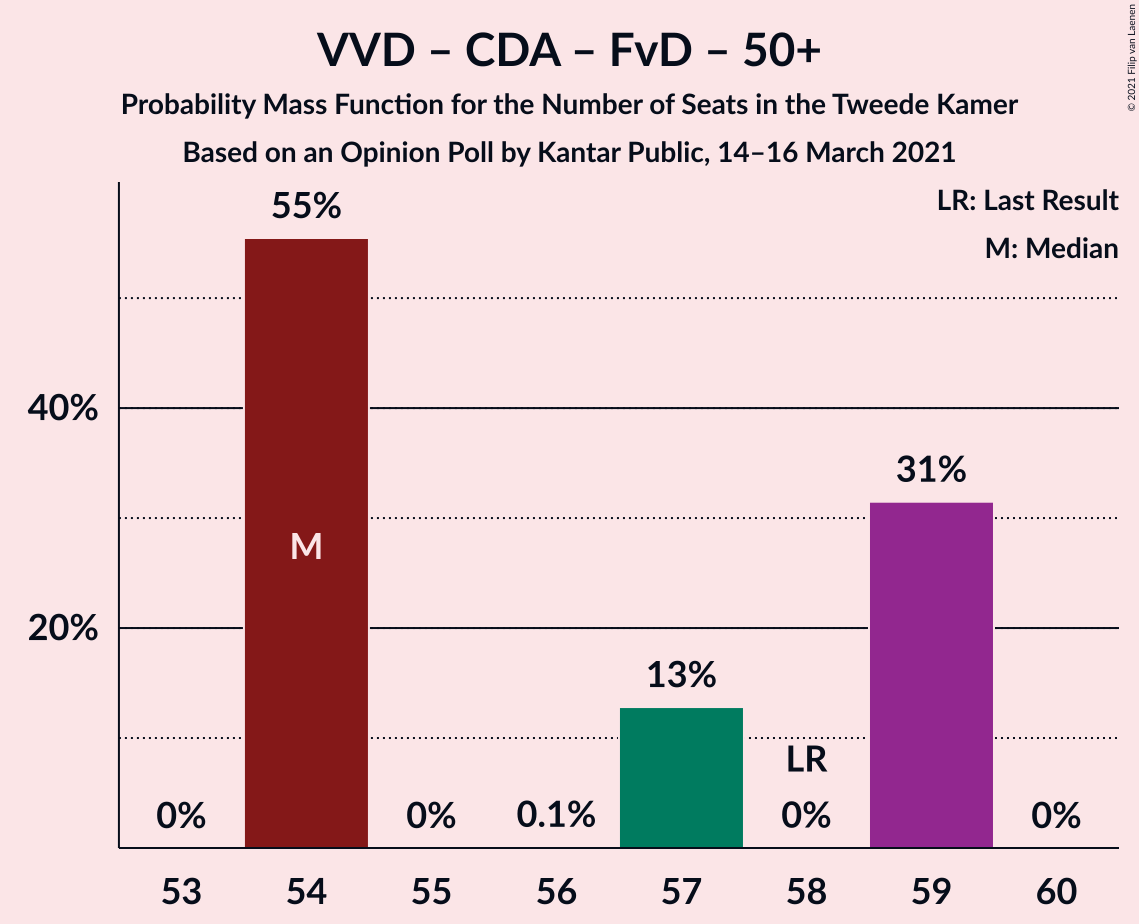 VVD – CDA – FvD – 50+
Probability Mass Function for the Number of Seats in the Tweede Kamer
Based on an Opinion Poll by Kantar Public, 14–16 March 2021
© 2021 Filip van Laenen
LR: Last Result
M: Median
55%
40%
31%
M
20%
13%
LR
0%
0%
0.1%
0%
0%
53
54
55
56
57
58
59
60